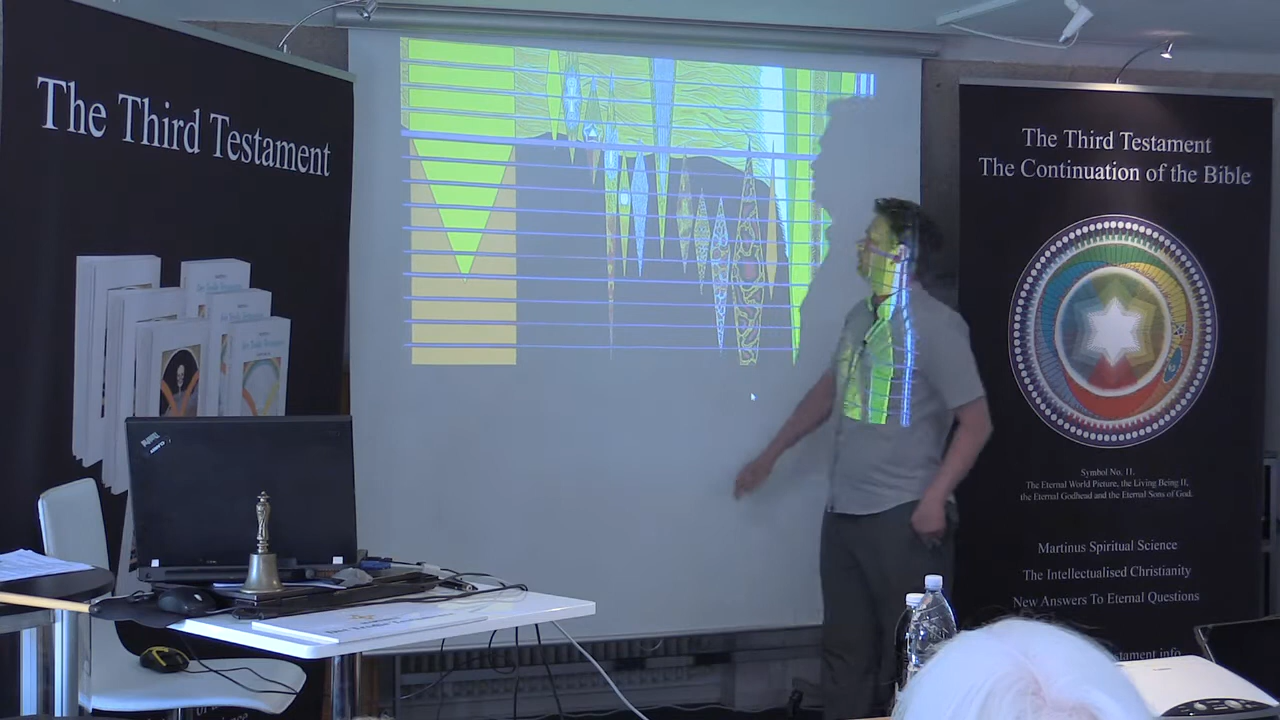 The Third Testament
The Third Testament
The Continuation of the Bible
Symbol No. 11.
The Eternal World Picture, the Living Being II,
the Eternal Godhead and the Eternal Sons of God.
Martinus Spiritual Science
The Intellectualised Christianity
New Answers To Eternal Questions